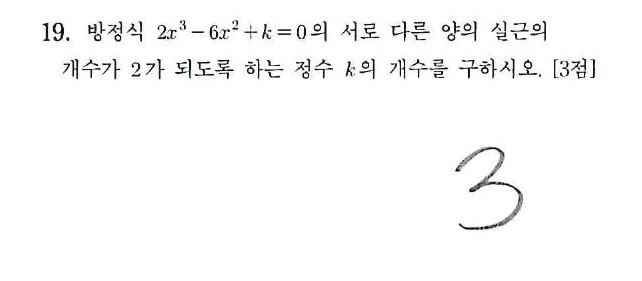 19. 방정식 2x³-6x²+k=0의 서로 다른 양의 실근의
개수가 2가 되도록 하는 정수 k의 개수를 구하시오. [3점]
3